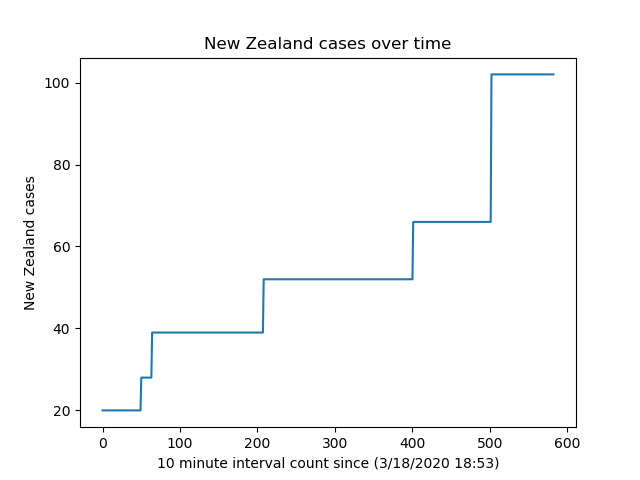 New Zealand cases over time
New Zealand cases
100
80
60
40
20
0 100 200 300 400 500 600
10 minute interval count since (3/18/2020 18:53)